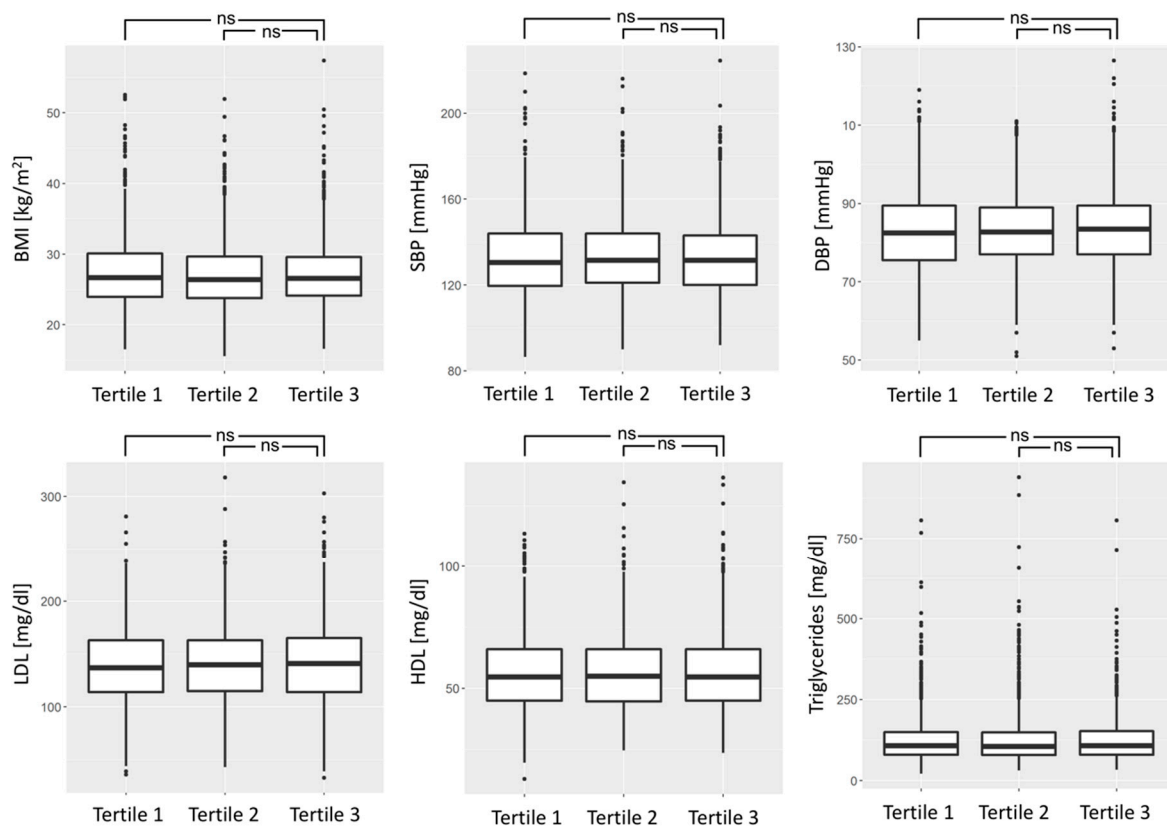 ns
ns
BMI [kg/m²]
50
40
30
20
Tertile 1 Tertile 2 Tertile 3
ns
ns
SBP [mmHg]
200
160
120
80
Tertile 1 Tertile 2 Tertile 3
ns
ns
DBP [mmHg]
130
10
90
70
50
Tertile 1 Tertile 2 Tertile 3
ns
ns
LDL [mg/dl]
300
200
100
Tertile 1 Tertile 2 Tertile 3
ns
ns
HDL [mg/dl]
100
50
Tertile 1 Tertile 2 Tertile 3
ns
ns
Triglycerides [mg/dl]
750
500
250
0
Tertile 1 Tertile 2 Tertile 3